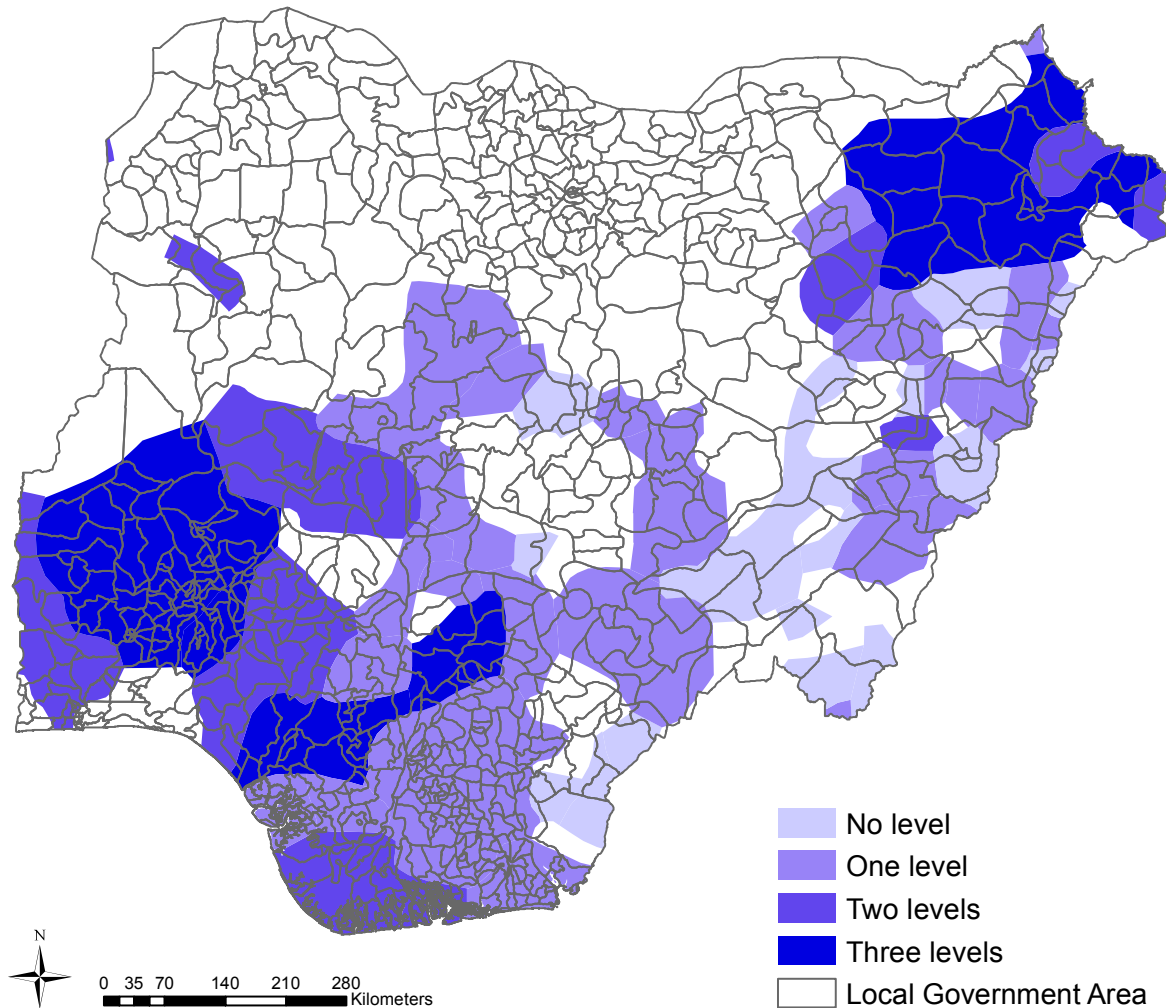 No level
One level
Two levels
Three levels
Local Government Area
N
0 35 70 140 210 280
Kilometers